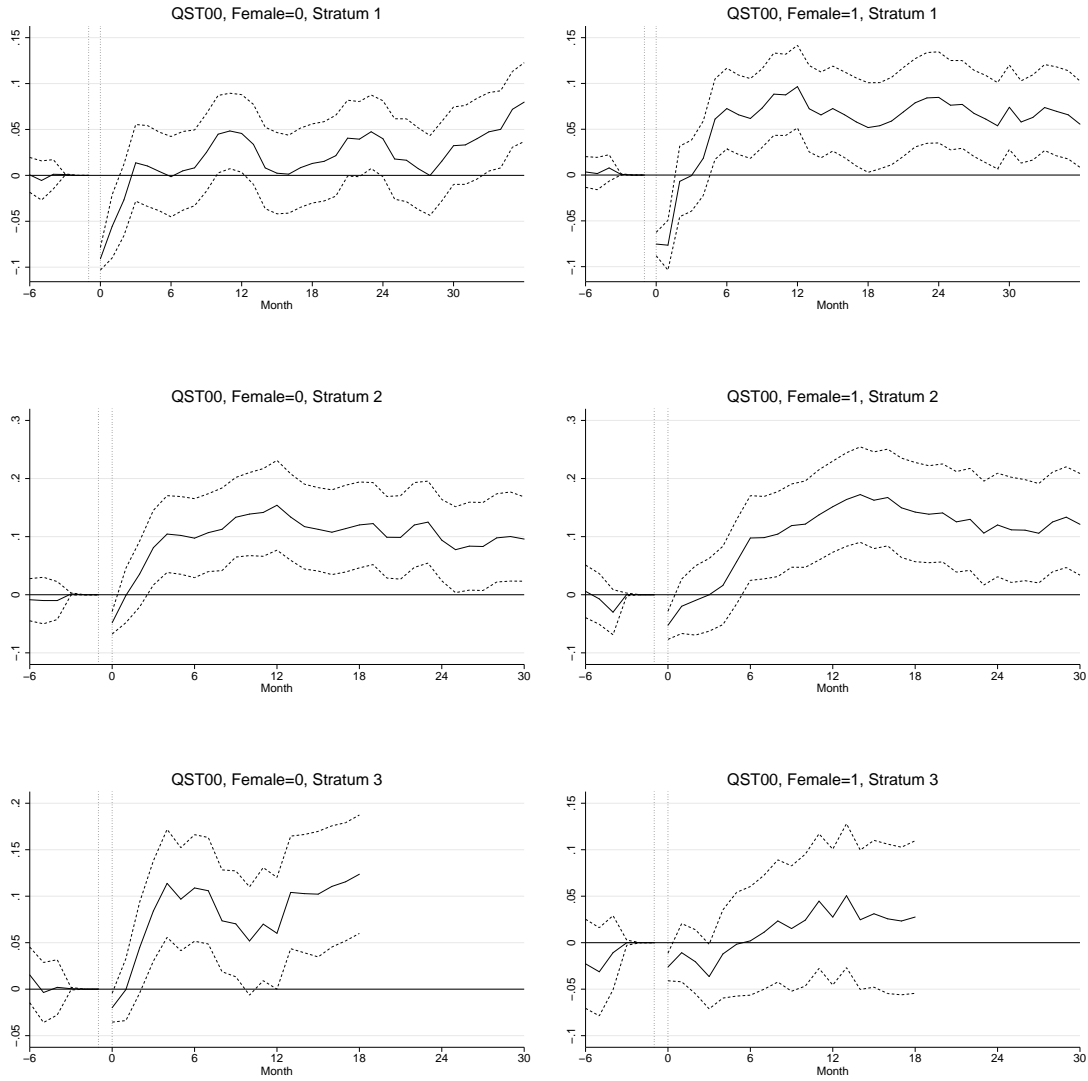 QST00, Female=0, Stratum 1
.15
.1
.05
0
−.05
−.1
−6 0 6 12 18 24 30
Month
QST00, Female=1, Stratum 1
.15
.1
.05
0
−.05
−.1
−6 0 6 12 18 24 30
Month
QST00, Female=0, Stratum 2
.3
.2
.1
0
−.1
−6 0 6 12 18 24 30
Month
QST00, Female=1, Stratum 2
.3
.2
.1
0
−.1
−6 0 6 12 18 24 30
Month
QST00, Female=0, Stratum 3
.2
.15
.1
.05
0
−.05
−6 0 6 12 18 24 30
Month
QST00, Female=1, Stratum 3
.15
.1
.05
0
−.05
−.1
−6 0 6 12 18 24 30
Month